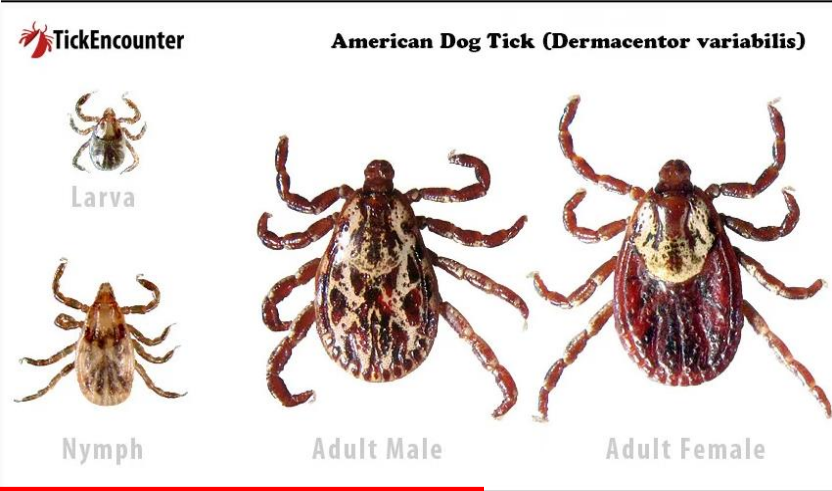 TickEncounter
American Dog Tick (Dermacentor variabilis)
Larva
Nymph
Adult Male
Adult Female